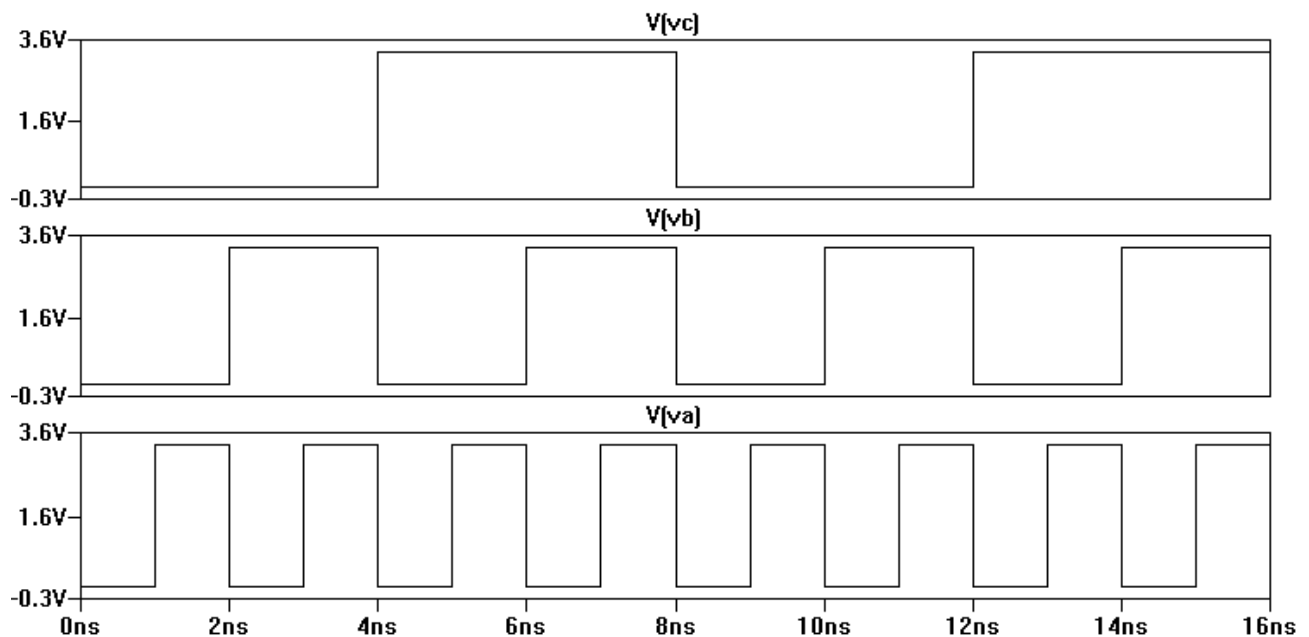 V(vc)
3.6V
1.6V
-0.3V
V(vb)
3.6V
1.6V
-0.3V
V(va)
3.6V
1.6V
-0.3V
0ns 2ns 4ns 6ns 8ns 10ns 12ns 14ns 16ns